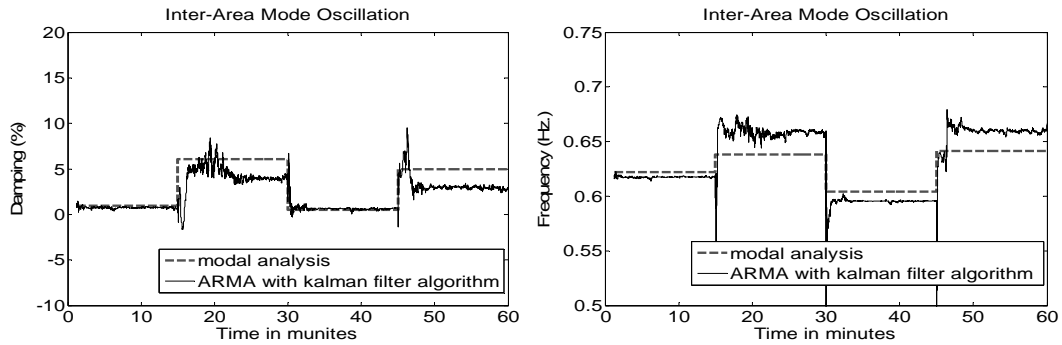 Inter-Area Mode Oscillation
20
15
10
5
0
-5
-10
Damping (%)
modal analysis
ARMA with kalman filter algorithm
0
10
20
30
40
50
60
Time in munites
Inter-Area Mode Oscillation
0.75
0.7
0.65
0.6
0.55
0.5
Frequency (Hz.)
modal analysis
ARMA with kalman filter algorithm
0
10
20
30
40
50
60
Time in minutes